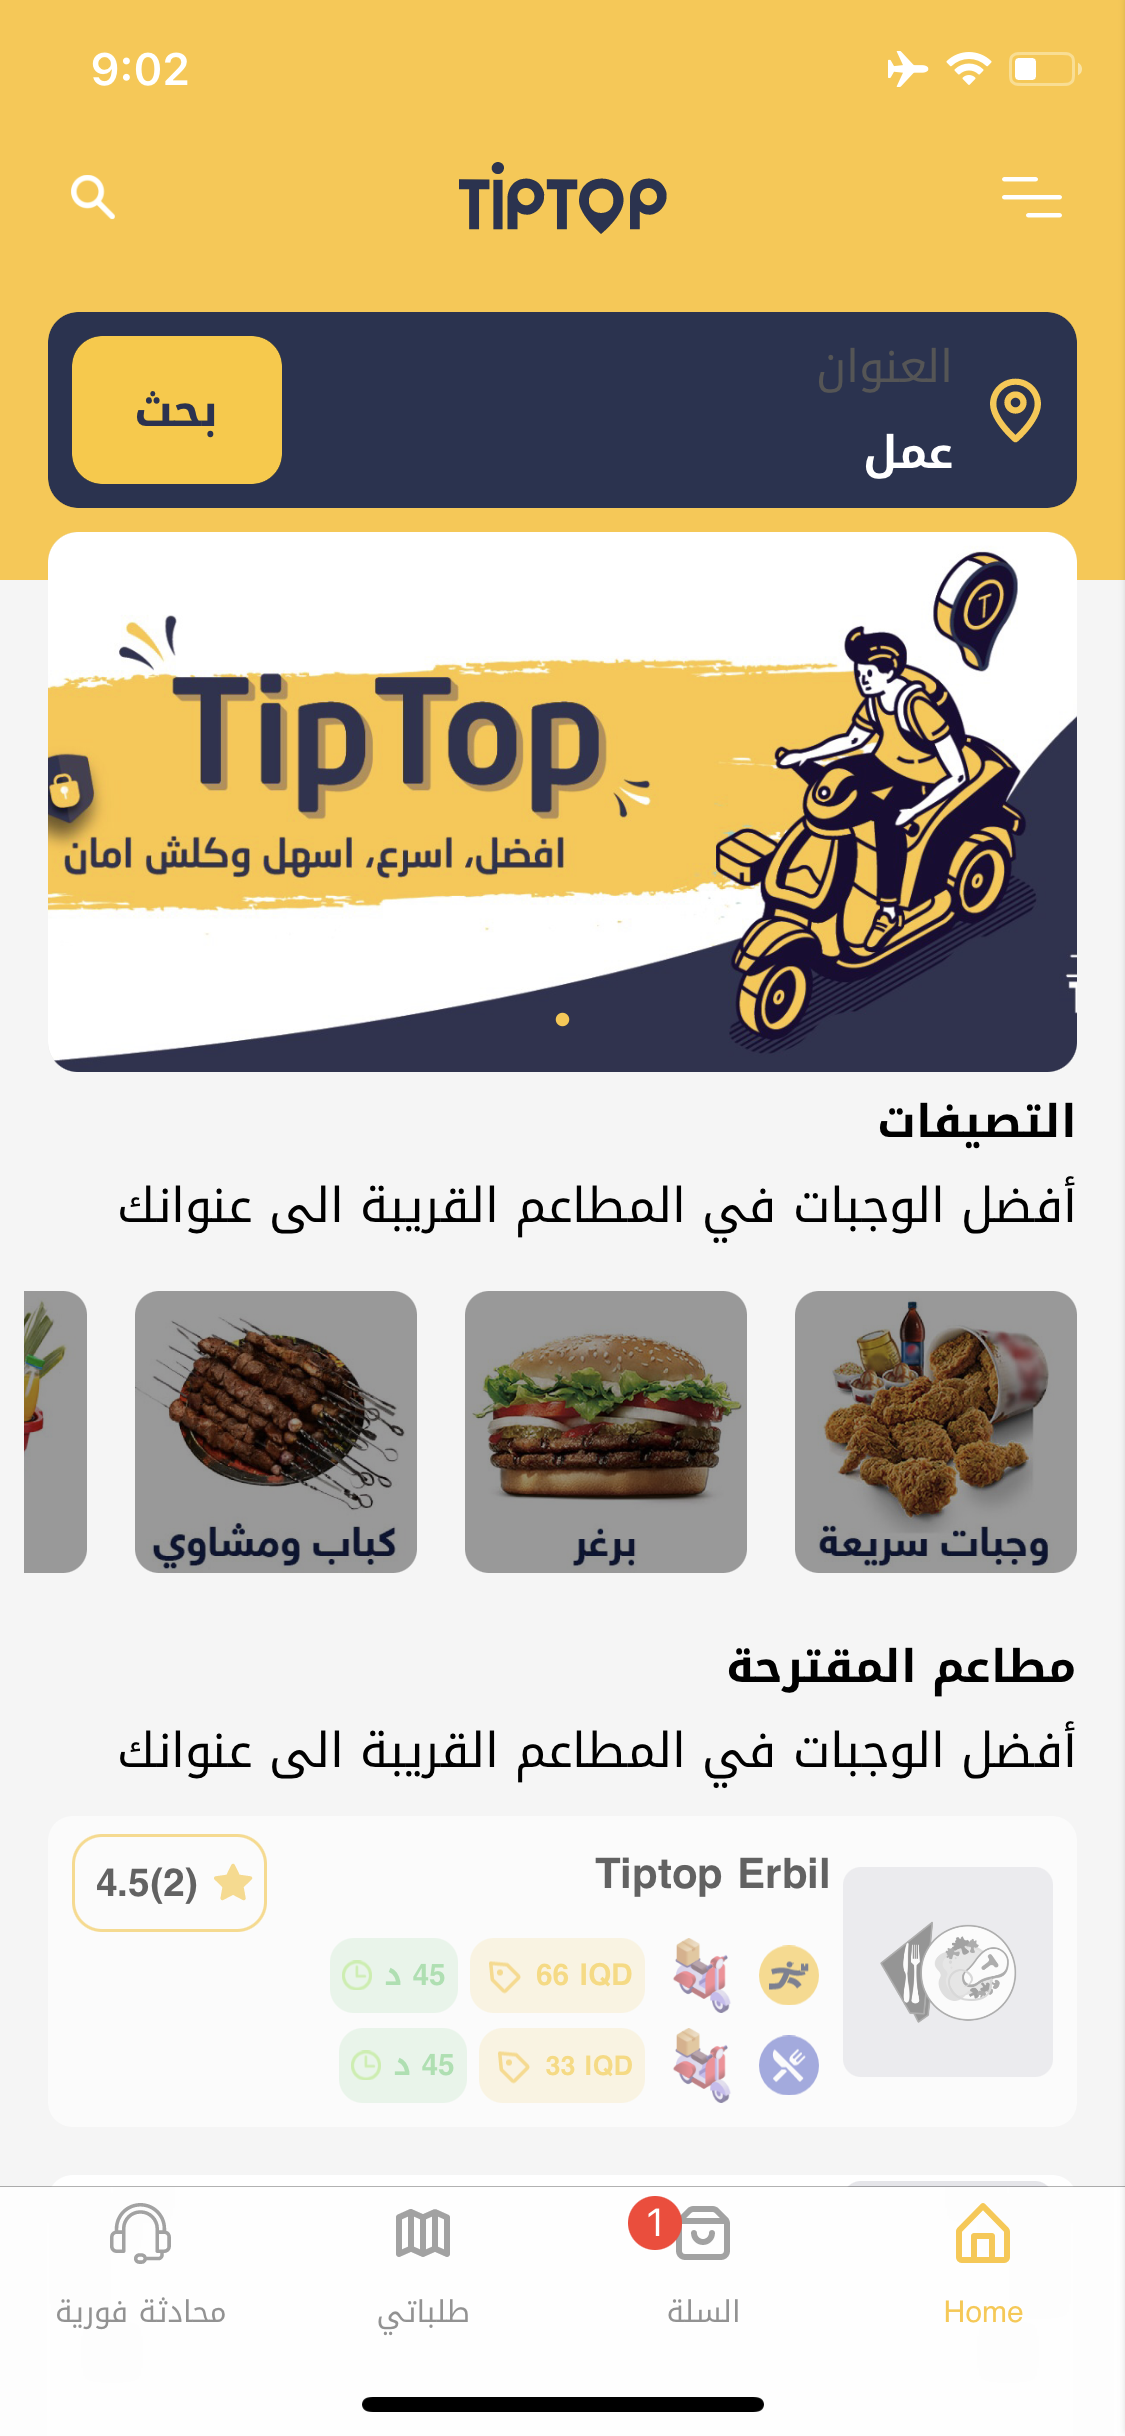 9:02
TiPTOP
العنوان
عمل
بحث
T
TipTop
افضل، اسرع، اسهل وكلش امان
التصيفات
أفضل الوجبات في المطاعم القريبة الى عنوانك
وجبات سريعة
برغر
كباب ومشاوي
مطاعم المقترحة
أفضل الوجبات في المطاعم القريبة الى عنوانك
Tiptop Erbil
4.5(2)
66 IQD
45 د
33 IQD
45 د
Home
1
السلة
طلباتي
محادثة فورية